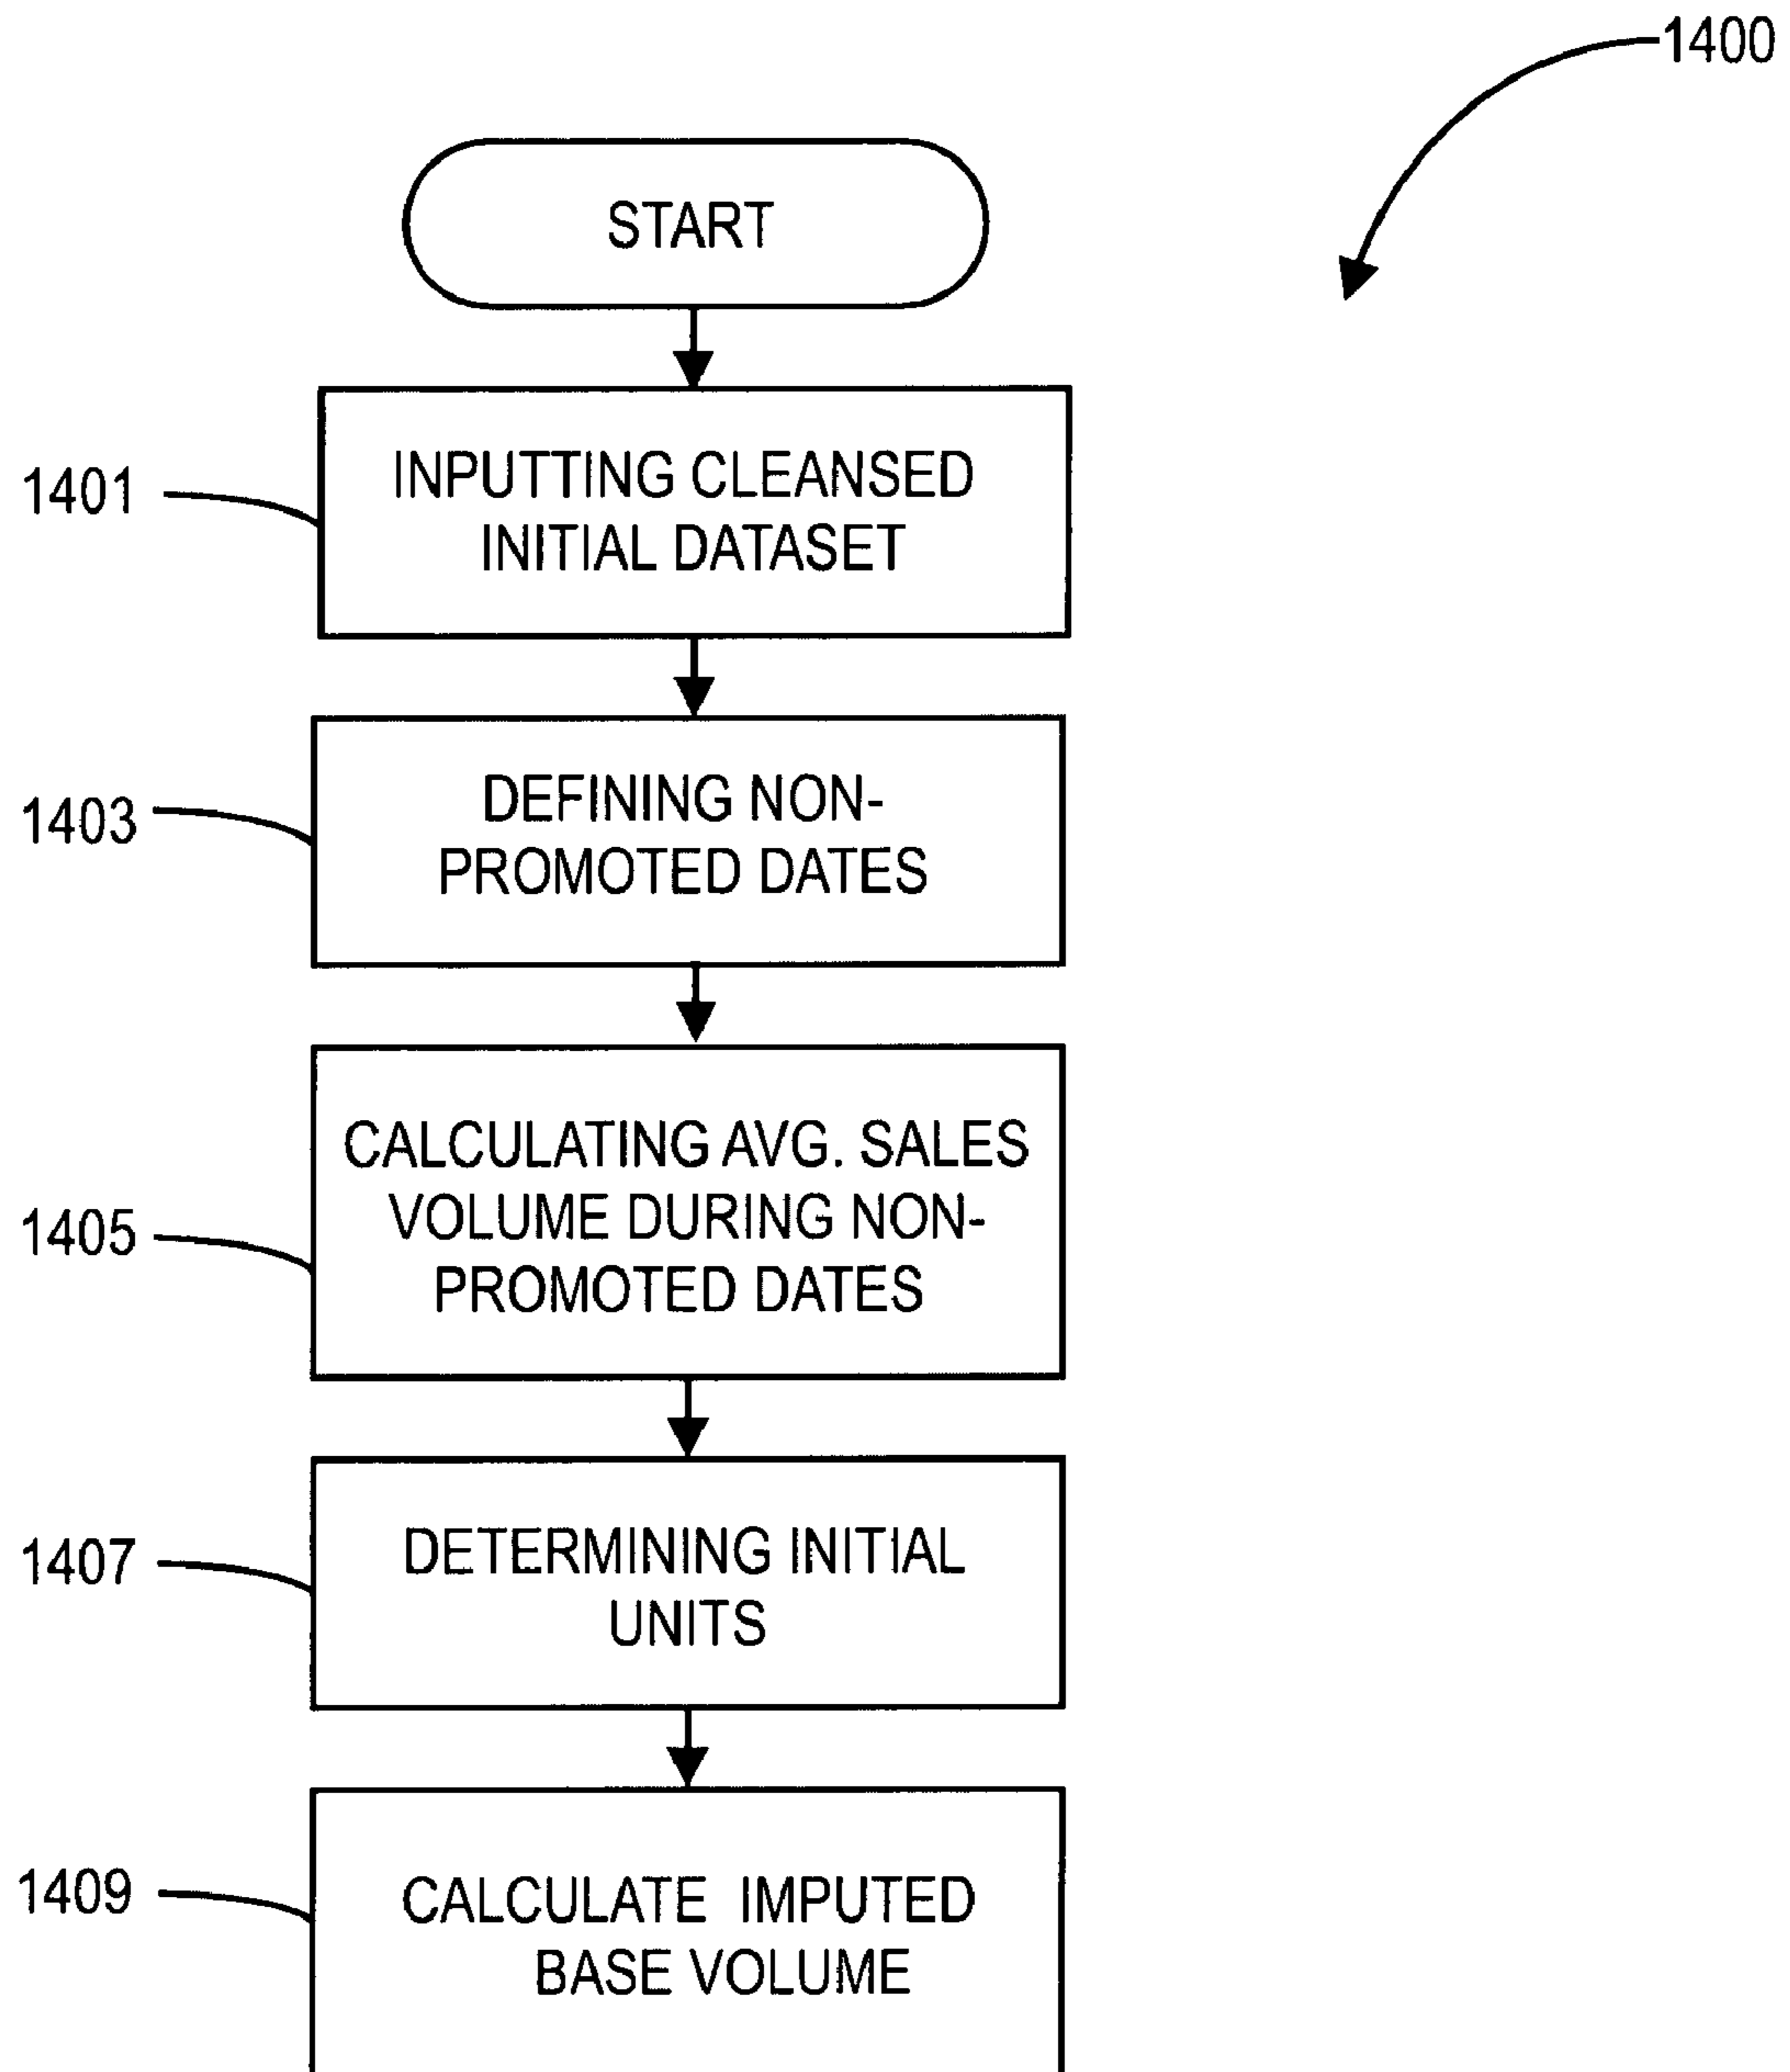 1400
START
1401
INPUTTING CLEANSED
INITIAL DATASET
1403
DEFINING NON-
PROMOTED DATES
1405
CALCULATING AVG. SALES
VOLUME DURING NON-
PROMOTED DATES
1407
DETERMINING INITIAL
UNITS
1409
CALCULATE IMPUTED
BASE VOLUME